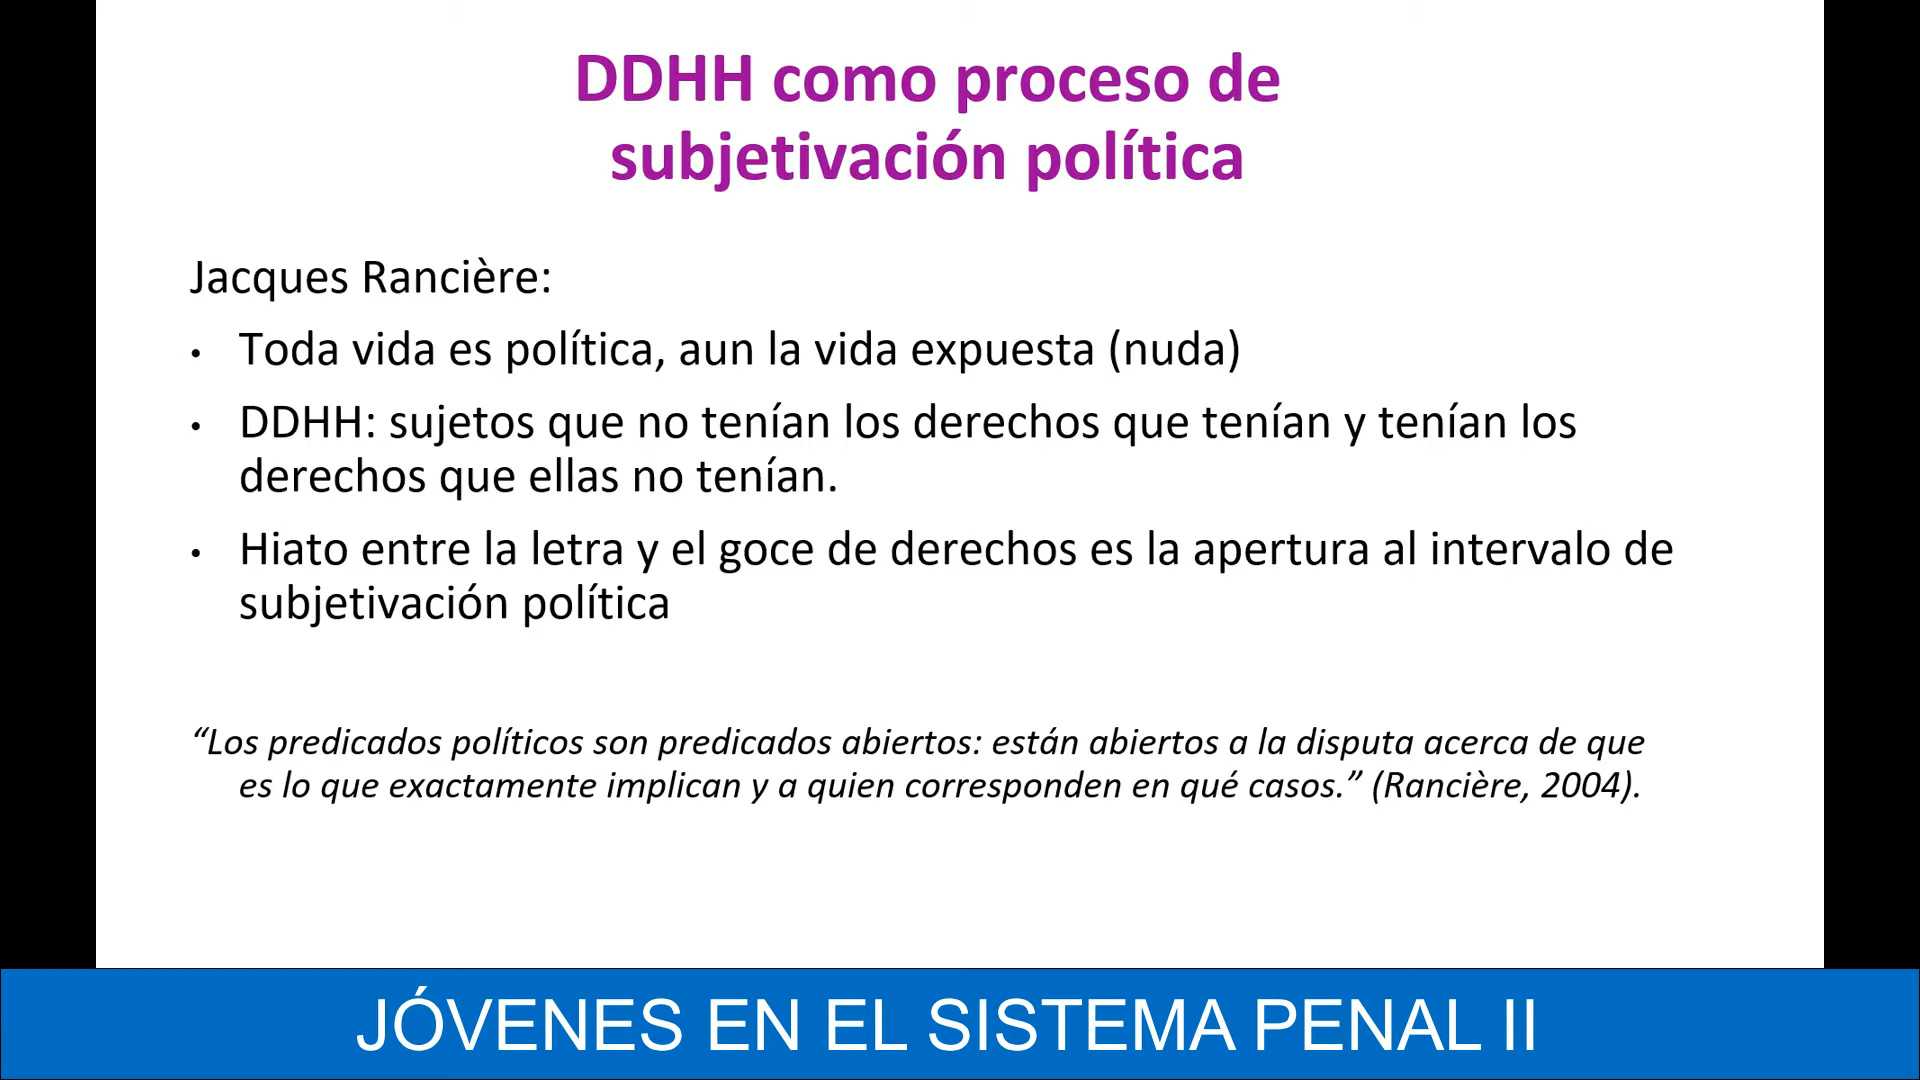 DDHH como proceso de
subjetivación política
Jacques Rancière:
• Toda vida es política, aun la vida expuesta (nuda)
• DDHH: sujetos que no tenían los derechos que tenían y tenían los
derechos que ellas no tenían.
• Hiato entre la letra y el goce de derechos es la apertura al intervalo de
subjetivación política
“Los predicados políticos son predicados abiertos: están abiertos a la disputa acerca de que
es lo que exactamente implican y a quien corresponden en qué casos.” (Rancière, 2004).
JÓVENES EN EL SISTEMA PENAL II